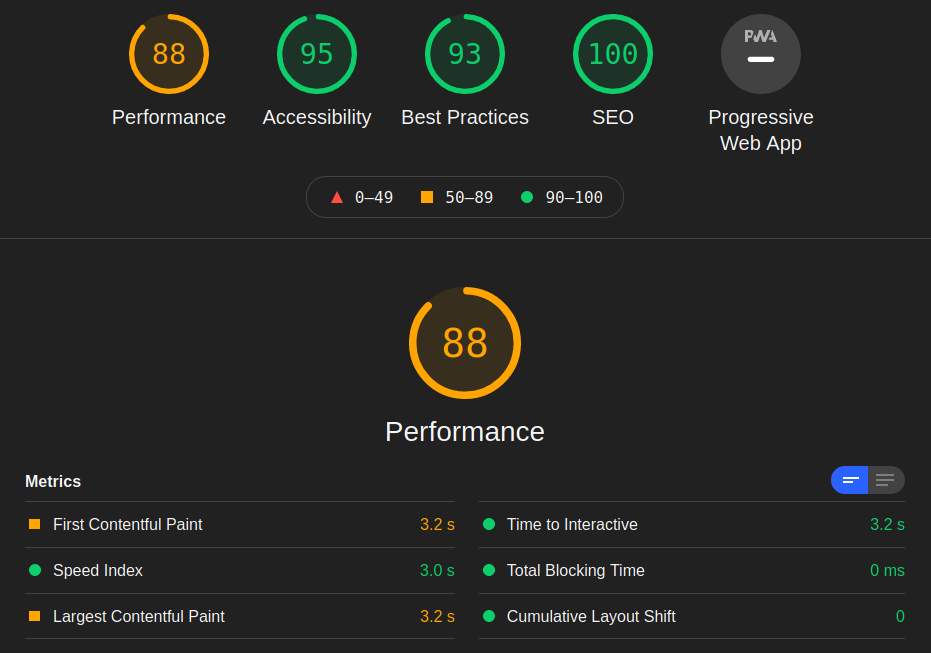 88
95
93
100
PWA
Performance
Accessibility
Best Practices
SEO
Progressive
Web App
0–49
50–89
90–100
88
Performance
Metrics
First Contentful Paint 3.2 s
Time to Interactive 3.2 s
Speed Index 3.0 s
Total Blocking Time 0 ms
Largest Contentful Paint 3.2 s
Cumulative Layout Shift 0